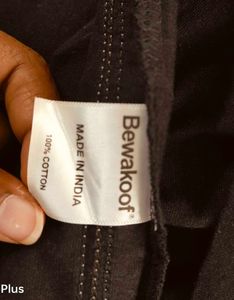 Bewakoof®
MADE IN INDIA
100% COTTON
Plus